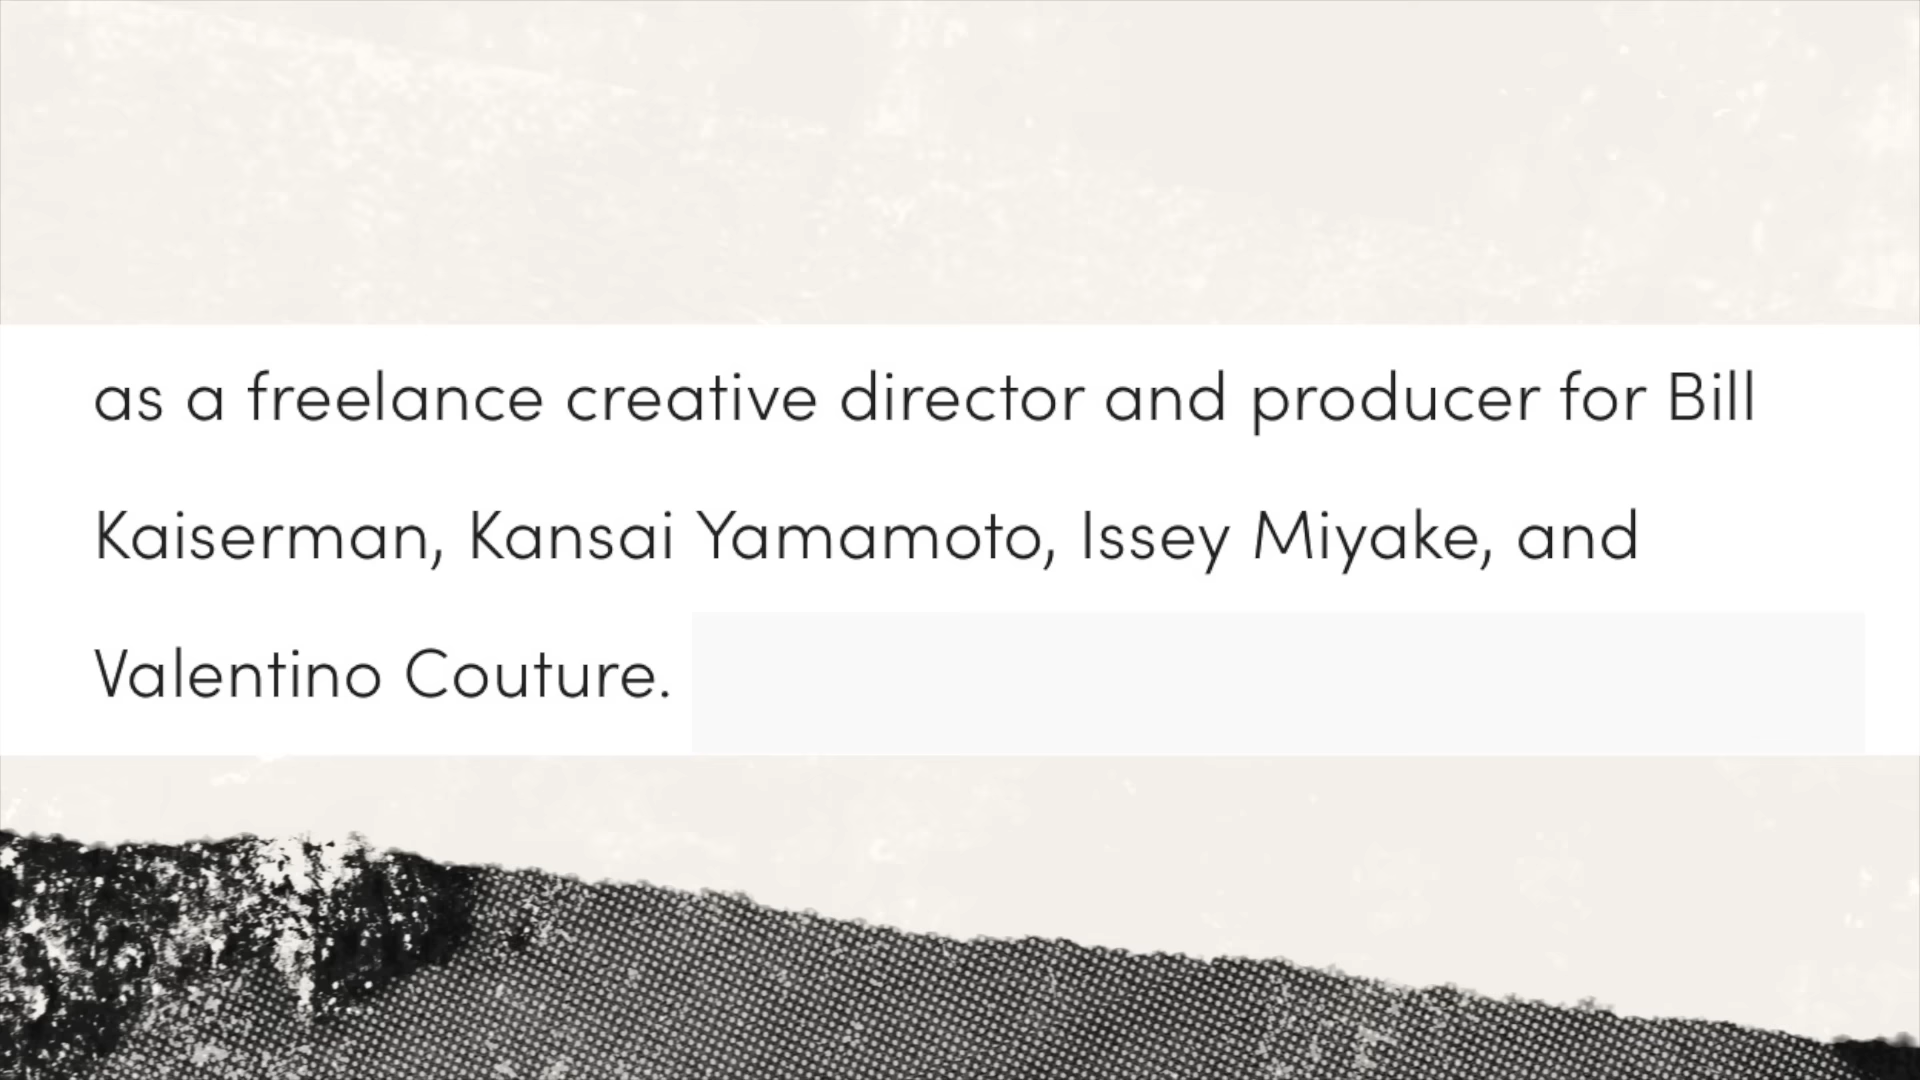 as a freelance creative director and producer for Bill
Kaiserman, Kansai Yamamoto, Issey Miyake, and
Valentino Couture.